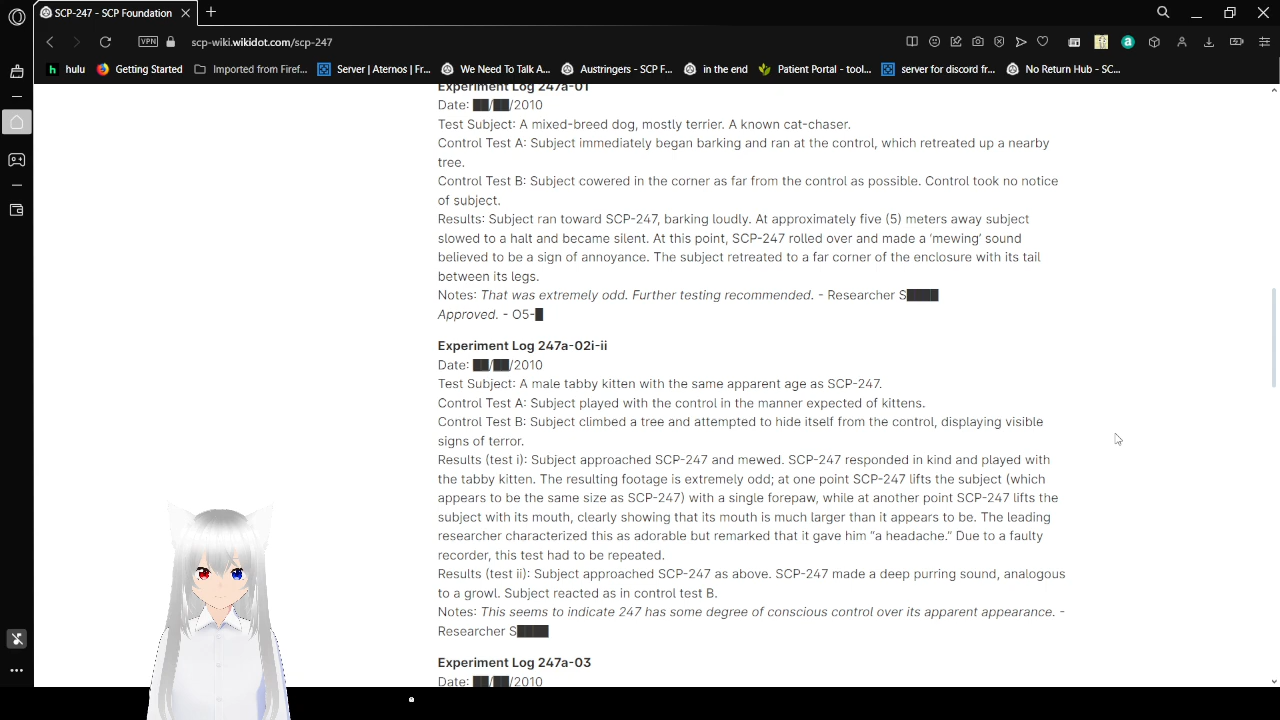 SCP-247 - SCP Foundation
VPN
scp-wiki.wikidot.com/scp-247
hulu
Getting Started
Imported from Firef...
Server | Aternos | Fr...
We Need To Talk A...
Austringers - SCP F...
in the end
Patient Portal - tool...
server for discord fr...
No Return Hub - SC...
Experiment Log 247a-01
Date: ██/██/2010
Test Subject: A mixed-breed dog, mostly terrier. A known cat-chaser.
Control Test A: Subject immediately began barking and ran at the control, which retreated up a nearby
tree.
Control Test B: Subject cowered in the corner as far from the control as possible. Control took no notice
of subject.
Results: Subject ran toward SCP-247, barking loudly. At approximately five (5) meters away subject
slowed to a halt and became silent. At this point, SCP-247 rolled over and made a ‘mewing’ sound
believed to be a sign of annoyance. The subject retreated to a far corner of the enclosure with its tail
between its legs.
Notes: That was extremely odd. Further testing recommended. - Researcher S████
Approved. - O5-█
Experiment Log 247a-02i-ii
Date: ██/██/2010
Test Subject: A male tabby kitten with the same apparent age as SCP-247.
Control Test A: Subject played with the control in the manner expected of kittens.
Control Test B: Subject climbed a tree and attempted to hide itself from the control, displaying visible
signs of terror.
Results (test i): Subject approached SCP-247 and mewed. SCP-247 responded in kind and played with
the tabby kitten. The resulting footage is extremely odd; at one point SCP-247 lifts the subject (which
appears to be the same size as SCP-247) with a single forepaw, while at another point SCP-247 lifts the
subject with its mouth, clearly showing that its mouth is much larger than it appears to be. The leading
researcher characterized this as adorable but remarked that it gave him “a headache.” Due to a faulty
recorder, this test had to be repeated.
Results (test ii): Subject approached SCP-247 as above. SCP-247 made a deep purring sound, analogous
to a growl. Subject reacted as in control test B.
Notes: This seems to indicate 247 has some degree of conscious control over its apparent appearance. -
Researcher S████
Experiment Log 247a-03
Date: ██/██/2010